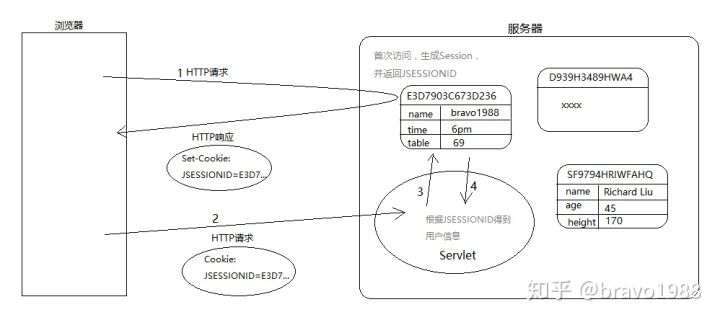 浏览器
服务器
首次访问，生成Session，
并返回JSESSIONID
1 HTTP请求
E3D7903C673D236
name bravo1988
time 6pm
table 69
D939H3489HWA4
xxxx
HTTP响应
Set-Cookie:
JSESSIONID=E3D7...
SF9794HRIWFAHQ
name Richard Liu
age 45
height 170
3
4
2
HTTP请求
根据JSESSIONID得到
用户信息
Servlet
Cookie:
JSESSIONID=E3D7...
知乎 @bravo1988